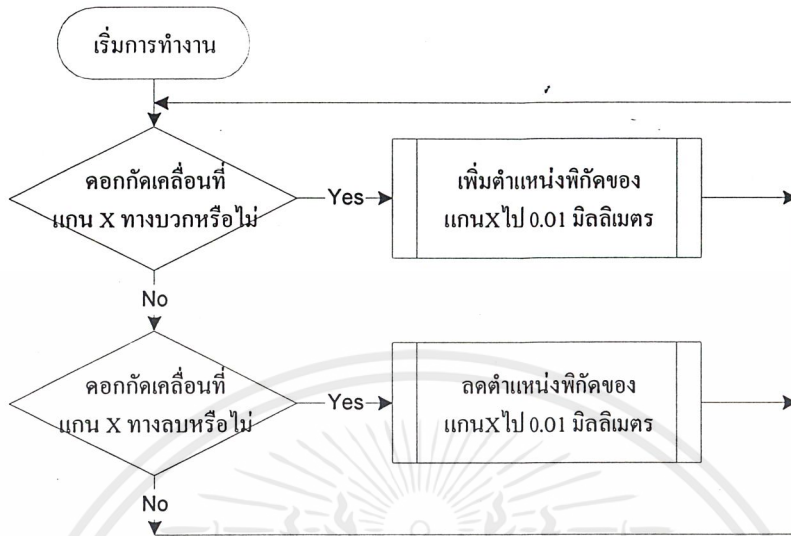 เริ่มการทำงาน
ดอกกัดเคลื่อนที่
แกน X ทางบวกหรือไม่
Yes
เพิ่มตำแหน่งพิกัดของ
แกนX ไป 0.01 มิลลิเมตร
No
ดอกกัดเคลื่อนที่
แกน X ทางลบหรือไม่
Yes
ลดตำแหน่งพิกัดของ
แกนX ไป 0.01 มิลลิเมตร
No